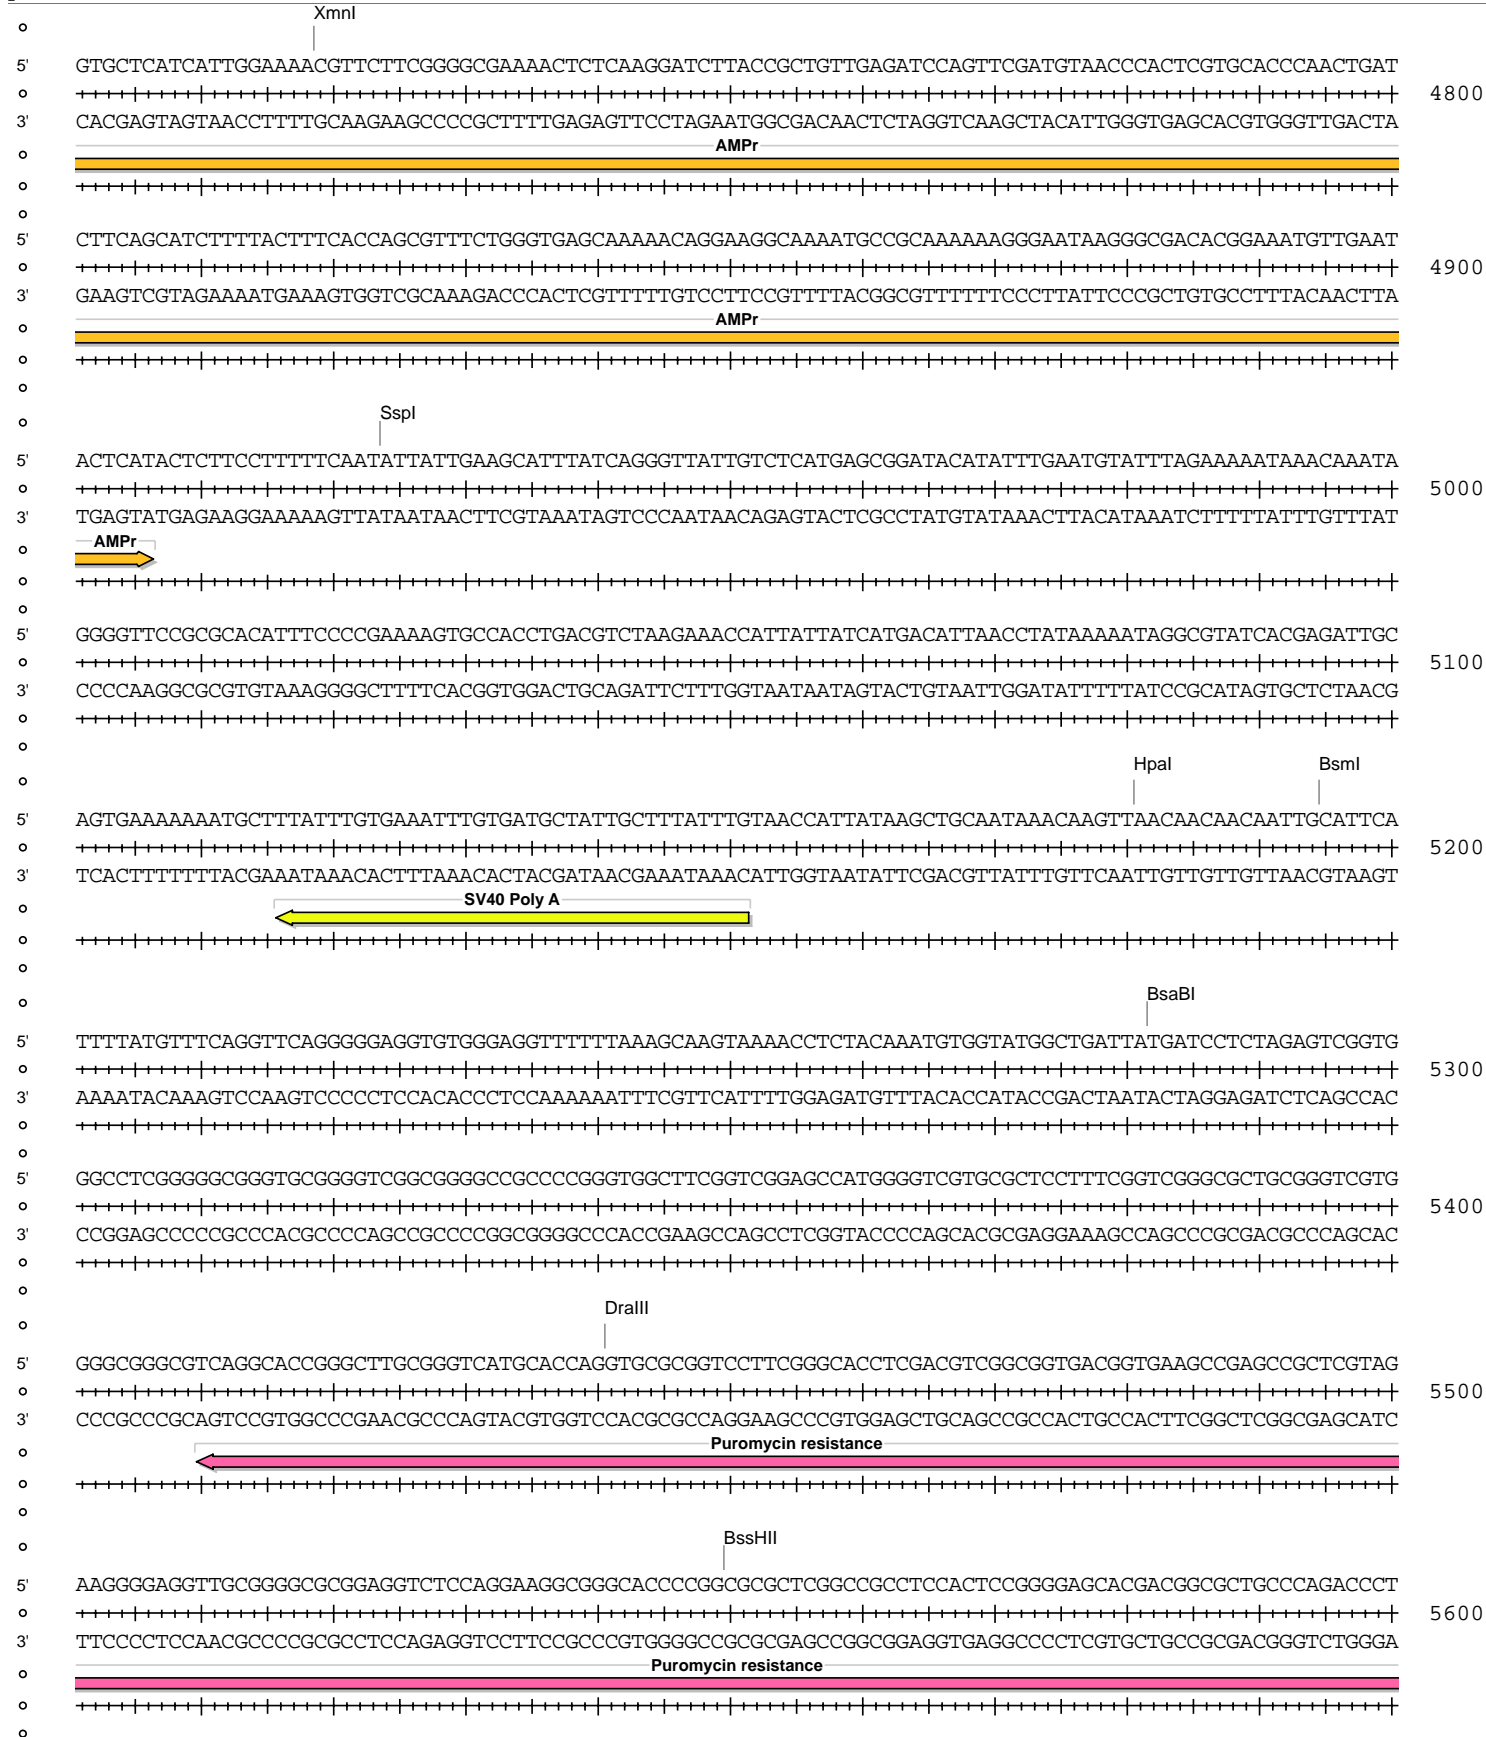 XmnI
5' GTGCTCATCATTGGAAAACGTTCTTCGGGGCGAAAACTCTCAAGGATCTTACCGCTGTTGAGATCCAGTTCGATGTAACCCACTCGTGCACCCAACTGAT
4800
3' CACGAGTAGTAACCTTTTGCAAGAAGCCCCGCTTTTGAGAGTTCCTAGAATGGCGACAACTCTAGGTCAAGCTACATTGGGTGAGCACGTGGGTTGACTA
AMPr
5' CTTCAGCATCTTTTACTTTCACCAGCGTTTCTGGGTGAGCAAAAACAGGAAGGCAAAATGCCGCAAAAAAGGGAATAAGGGCGACACGGAAATGTTGAAT
4900
3' GAAGTCGTAGAAAATGAAAGTGGTCGCAAAGACCCACTCGTTTTTGTCCTTCCGTTTTACGGCGTTTTTTCCCTTATTCCCGCTGTGCCTTTACAACTTA
AMPr
SspI
5' ACTCATACTCTTCCTTTTTCAATATTATTGAAGCATTTATCAGGGTTATTGTCTCATGAGCGGATACATATTTGAATGTATTTAGAAAAATAAACAAATA
5000
3' TGAGTATGAGAAGGAAAAAGTTATAATAACTTCGTAAATAGTCCCAATAACAGAGTACTCGCCTATGTATAAACTTACATAAATCTTTTTATTTGTTTAT
AMPr
5' GGGGTTCCGCGCACATTTCCCCGAAAAGTGCCACCTGACGTCTAAGAAACCATTATTATCATGACATTAACCTATAAAAATAGGCGTATCACGAGATTGC
5100
3' CCCCAAGGCGCGTGTAAAGGGGCTTTTCACGGTGGACTGCAGATTCTTTGGTAATAATAGTACTGTAATTGGATATTTTTATCCGCATAGTGCTCTAACG
HpaI BsmI
5' AGTGAAAAAAATGCTTTATTTGTGAAATTTGTGATGCTATTGCTTTATTTGTAACCATTATAAGCTGCAATAAACAAGTTAACAACAACAATTGCATTCA
5200
3' TCACTTTTTTTACGAAATAAACACTTTAAACACTACGATAACGAAATAAACATTGGTAATATTCGACGTTATTTGTTCAATTGTTGTTGTTAACGTAAGT
SV40 Poly A
BsaBI
5' TTTTATGTTTCAGGTTCAGGGGGAGGTGTGGGAGGTTTTTTAAAGCAAGTAAAACCTCTACAAATGTGGTATGGCTGATTATGATCCTCTAGAGTCGGTG
5300
3' AAAATACAAAGTCCAAGTCCCCCTCCACACCCTCCAAAAAATTTCGTTCATTTTGGAGATGTTTACACCATACCGACTAATACTAGGAGATCTCAGCCAC
5' GGCCTCGGGGGCGGGTGCGGGGTCGGCGGGGCCGCCCCGGGTGGCTTCGGTCGGAGCCATGGGGTCGTGCGCTCCTTTCGGTCGGGCGCTGCGGGTCGTG
5400
3' CCGGAGCCCCCGCCCACGCCCCAGCCGCCCCGGCGGGGCCCACCGAAGCCAGCCTCGGTACCCCAGCACGCGAGGAAAGCCAGCCCGCGACGCCCAGCAC
DraIII
5' GGGCGGGCGTCAGGCACCGGGCTTGCGGGTCATGCACCAGGTGCGCGGTCCTTCGGGCACCTCGACGTCGGCGGTGACGGTGAAGCCGAGCCGCTCGTAG
5500
3' CCCGCCCGCAGTCCGTGGCCCGAACGCCCAGTACGTGGTCCACGCGCCAGGAAGCCCGTGGAGCTGCAGCCGCCACTGCCACTTCGGCTCGGCGAGCATC
Puromycin resistance
BssHII
5' AAGGGGAGGTTGCGGGGCGCGGAGGTCTCCAGGAAGGCGGGCACCCCGGCGCGCTCGGCCGCCTCCACTCCGGGGAGCACGACGGCGCTGCCCAGACCCT
5600
3' TTCCCCTCCAACGCCCCGCGCCTCCAGAGGTCCTTCCGCCCGTGGGGCCGCGCGAGCCGGCGGAGGTGAGGCCCCTCGTGCTGCCGCGACGGGTCTGGGA
Puromycin resistance